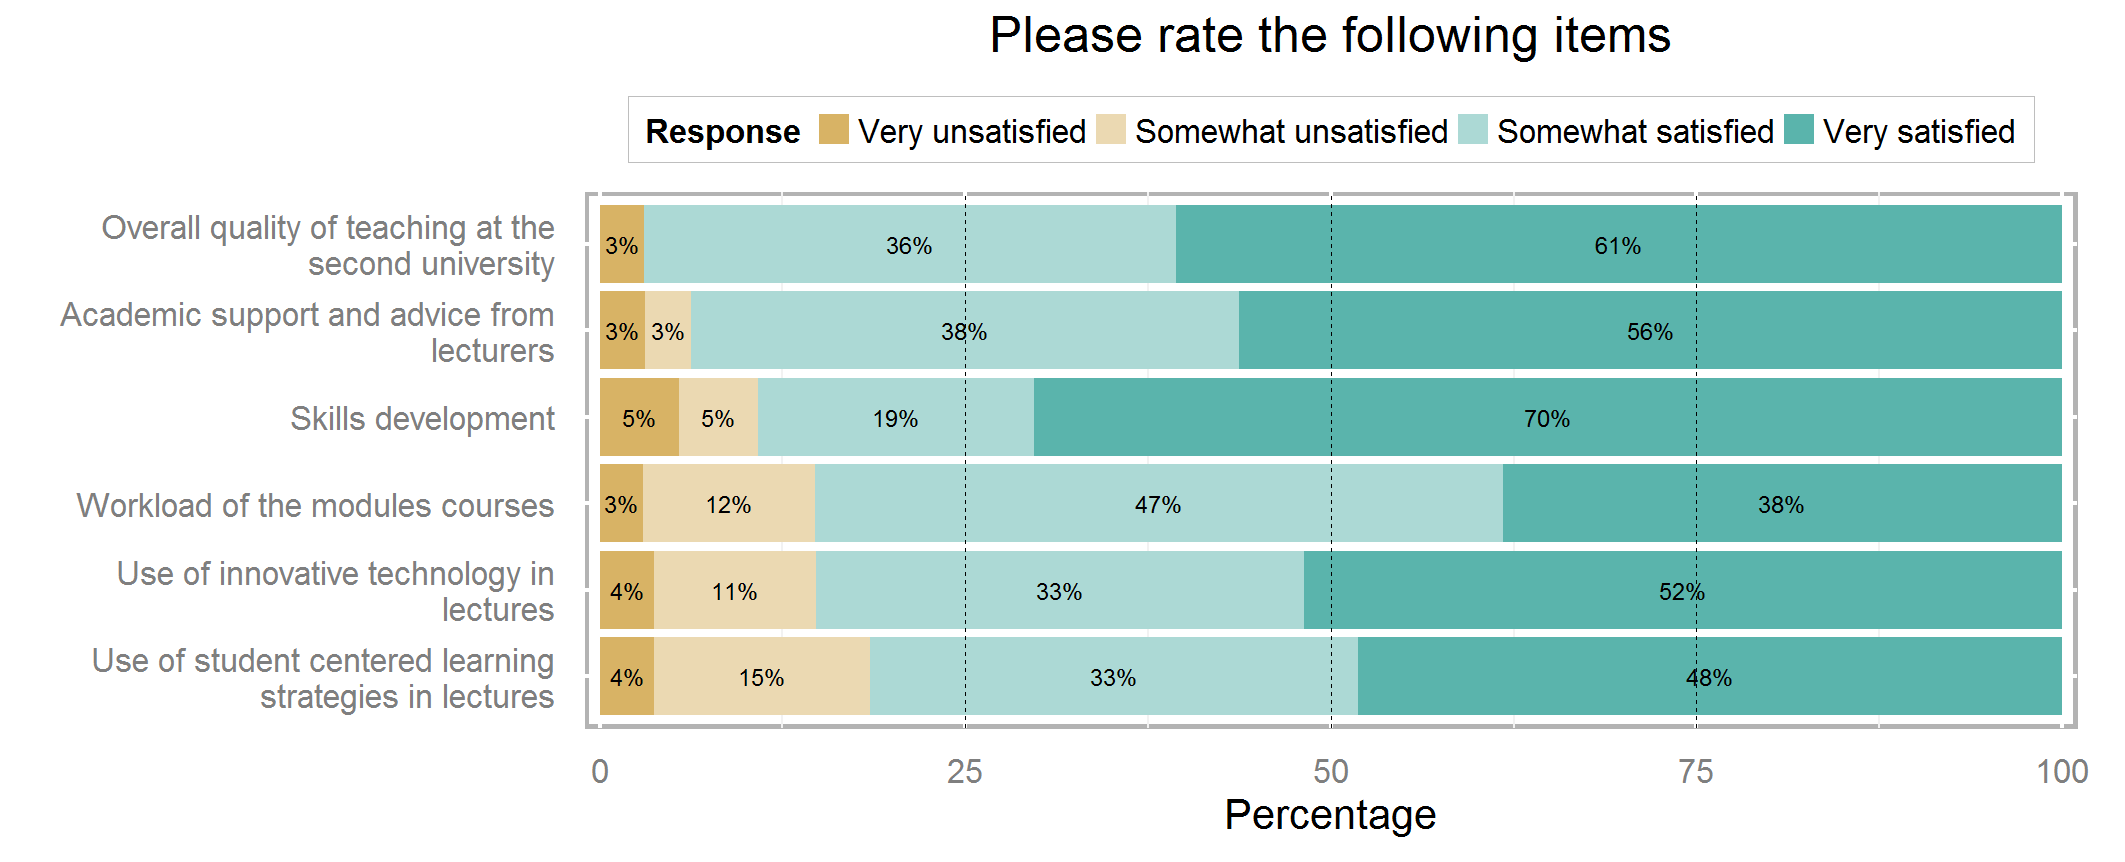 Please rate the following items
Response Very unsatisfied Somewhat unsatisfied Somewhat satisfied Very satisfied
Overall quality of teaching at the
second university
3% 36% 61%
Academic support and advice from
lecturers
3% 3% 38% 56%
Skills development
5% 5% 19% 70%
Workload of the modules courses
3% 12% 47% 38%
Use of innovative technology in
lectures
4% 11% 33% 52%
Use of student centered learning
strategies in lectures
4% 15% 33% 48%
0 25 50 75 100
Percentage